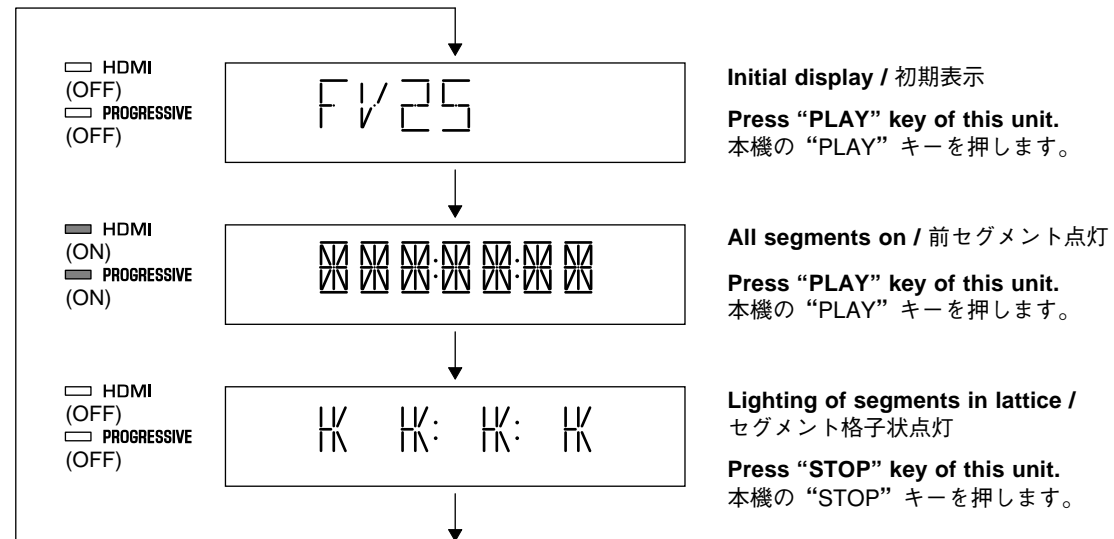 HDMI
(OFF)
PROGRESSIVE
(OFF)
FV25
Initial display / 初期表示
Press “PLAY” key of this unit.
本機の“PLAY”キーを押します。
HDMI
(ON)
PROGRESSIVE
(ON)
All segments on / 前セグメント点灯
Press “PLAY” key of this unit.
本機の“PLAY”キーを押します。
HDMI
(OFF)
PROGRESSIVE
(OFF)
Lighting of segments in lattice /
セグメント格子状点灯
Press “STOP” key of this unit.
本機の“STOP”キーを押します。